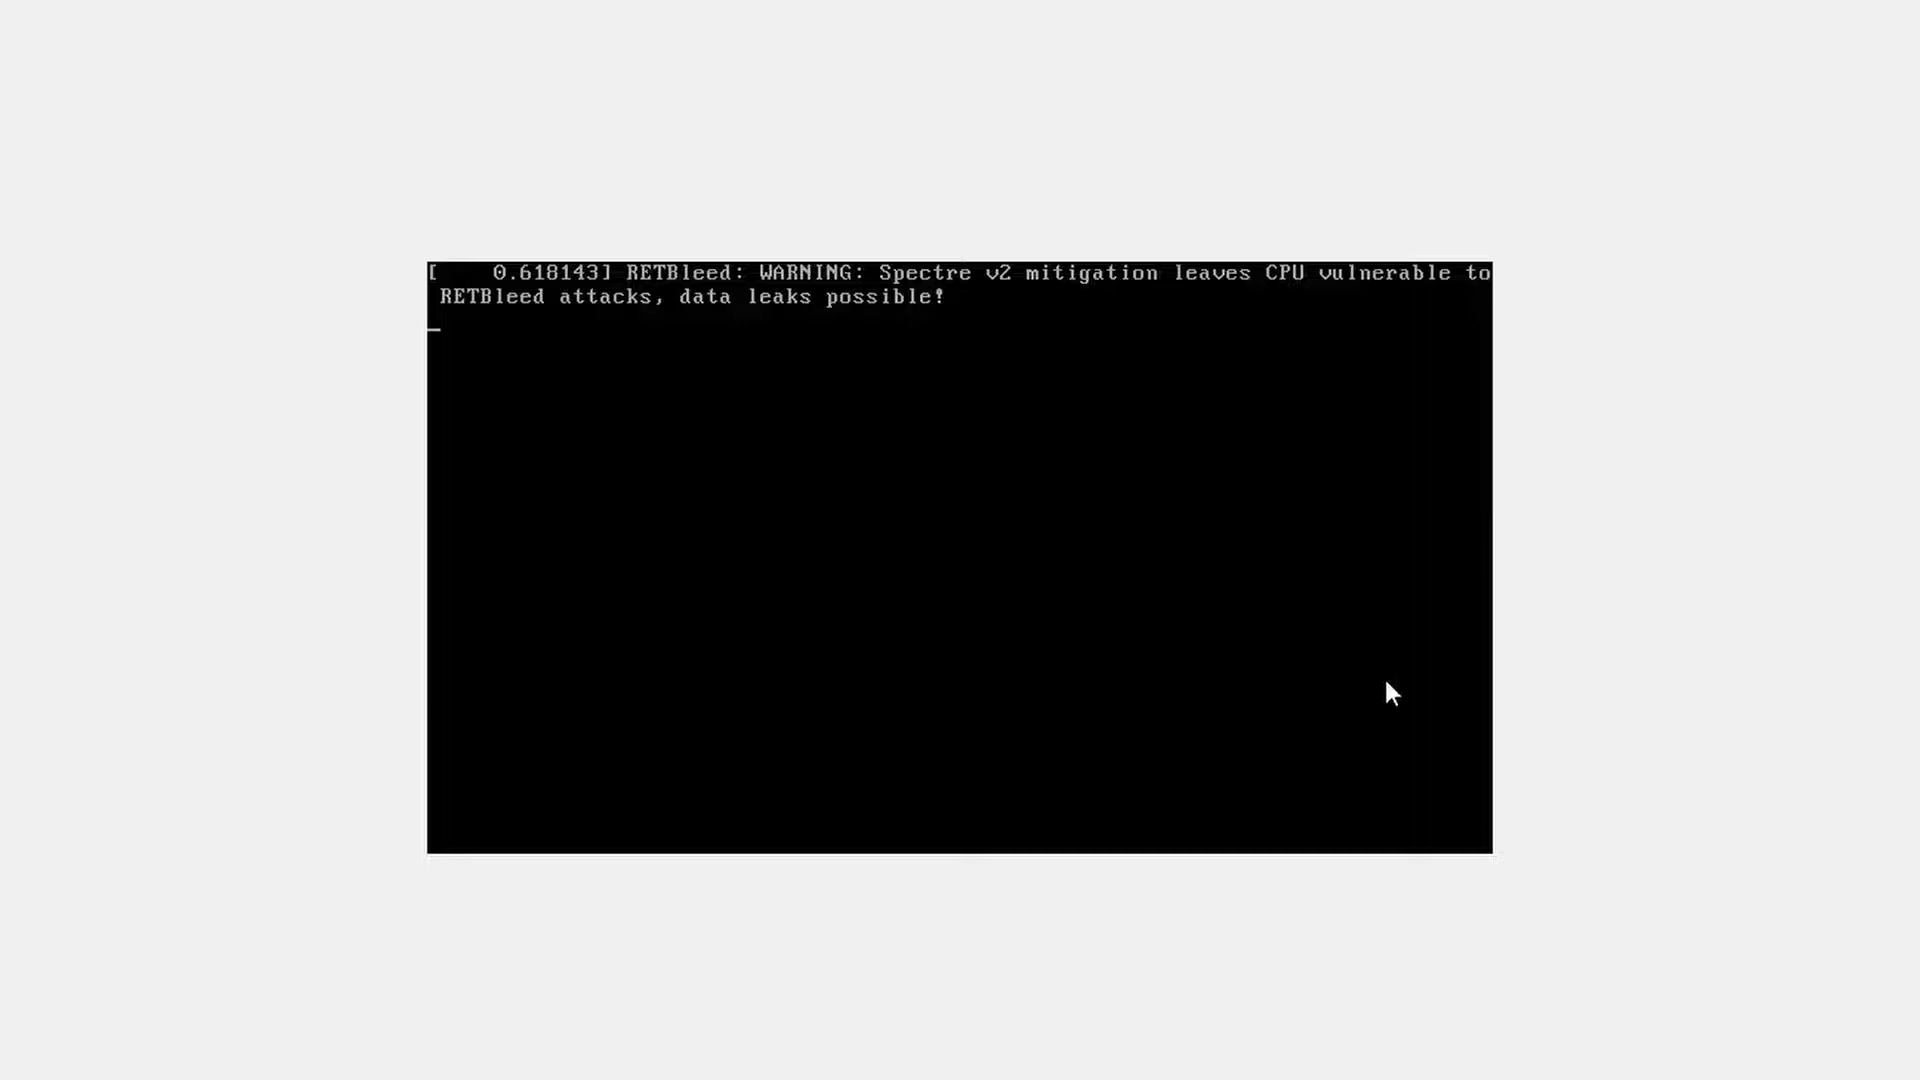 [    0.618143] RETBleed: WARNING: Spectre v2 mitigation leaves CPU vulnerable to
 RETBleed attacks, data leaks possible!